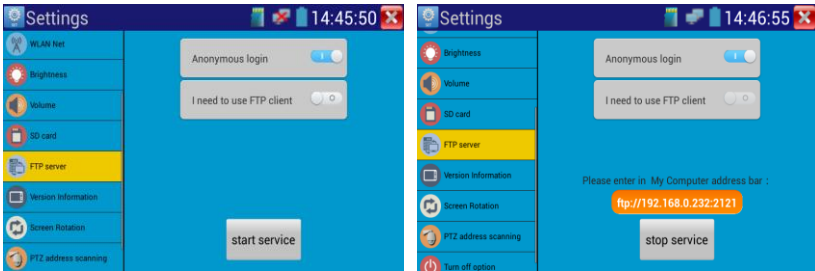 Settings
14:45:50
WLAN Net
Brightness
Volume
SD card
FTP server
Version Information
Screen Rotation
PTZ address scanning
Anonymous login
I need to use FTP client
start service
Settings
14:46:55
Brightness
Volume
SD card
FTP server
Version Information
Screen Rotation
PTZ address scanning
Turn off option
Anonymous login
I need to use FTP client
Please enter in My Computer address bar :
ftp://192.168.0.232:2121
stop service